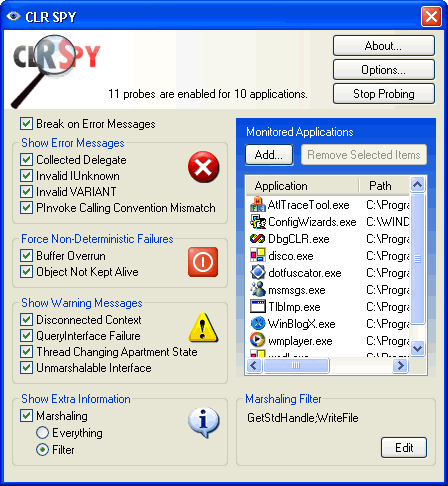 CLR SPY
CLRSPY
About...
Options...
Stop Probing
11 probes are enabled for 10 applications.
Break on Error Messages
Show Error Messages
Collected Delegate
Invalid IUnknown
Invalid VARIANT
PInvoke Calling Convention Mismatch
Force Non-Deterministic Failures
Buffer Overrun
Object Not Kept Alive
Show Warning Messages
Disconnected Context
QueryInterface Failure
Thread Changing Apartment State
Unmarshalable Interface
Show Extra Information
Marshaling
Everything
Filter
Monitored Applications
Add... Remove Selected Items
Application Path
AtlTraceTool.exe C:\Progra
ConfigWizards.exe C:\WIND
DbgCLR.exe C:\Progra
disco.exe C:\Progra
dotfuscator.exe C:\Progra
msmsgs.exe C:\Progra
TlbImp.exe C:\Progra
WinBlogX.exe C:\Progra
wmplayer.exe C:\Progra
Marshaling Filter
GetStdHandle;WriteFile
Edit